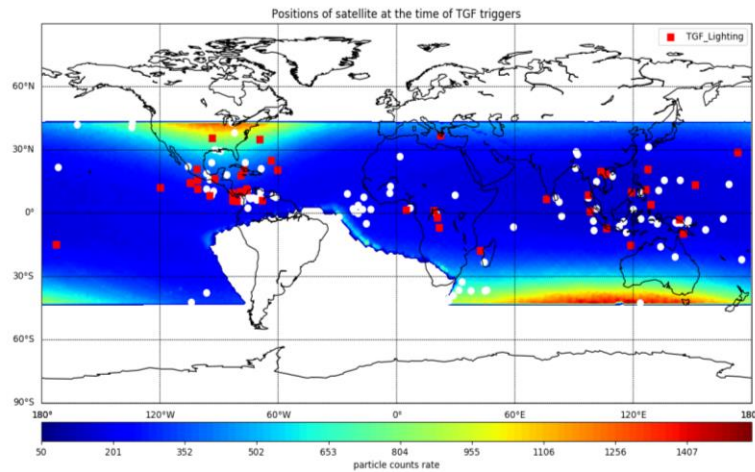 Positions of satellite at the time of TGF triggers
TGF_Lighting
60°N
30°N
0°
30°S
60°S
90°S
180° 120°W 60°W 0° 60°E 120°E 180°
50 201 352 502 653 804 955 1106 1256 1407
particle counts rate